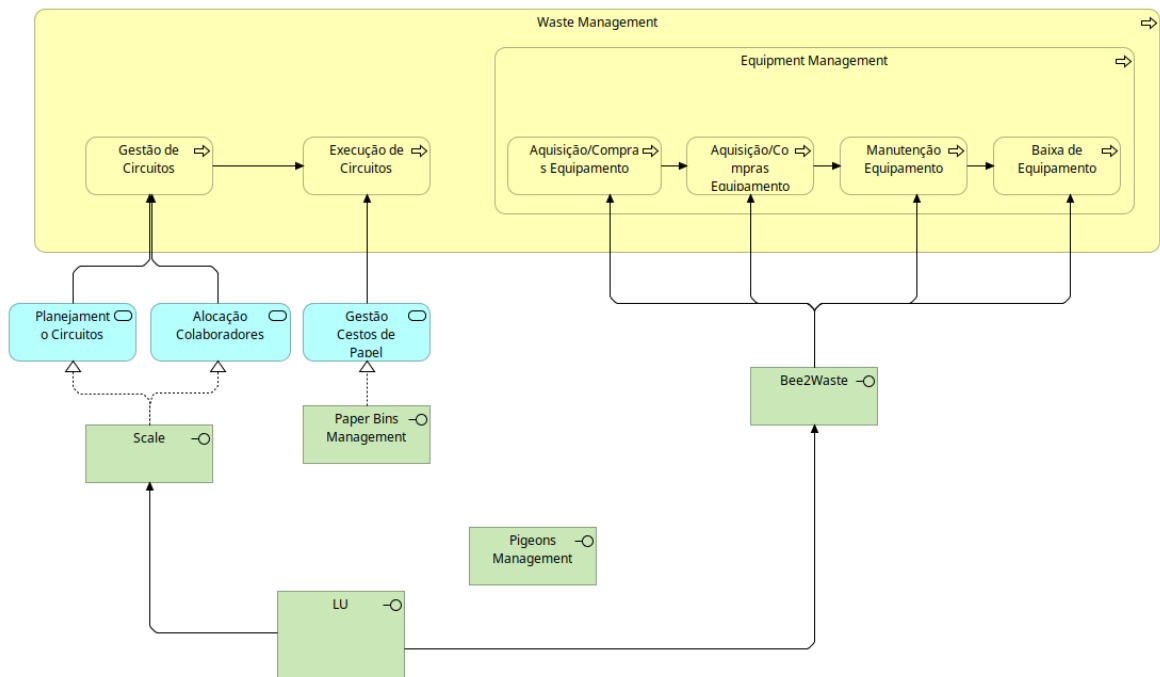 Waste Management
Equipment Management
Gestão de
Circuitos
Execução de
Circuitos
Aquisição/Compra
s Equipamento
Aquisição/Co
mpras
Equipamento
Manutenção
Equipamento
Baixa de
Equipamento
Planejament
o Circuitos
Alocação
Colaboradores
Gestão
Cestos de
Papel
Bee2Waste
Paper Bins
Management
Scale
Pigeons
Management
LU